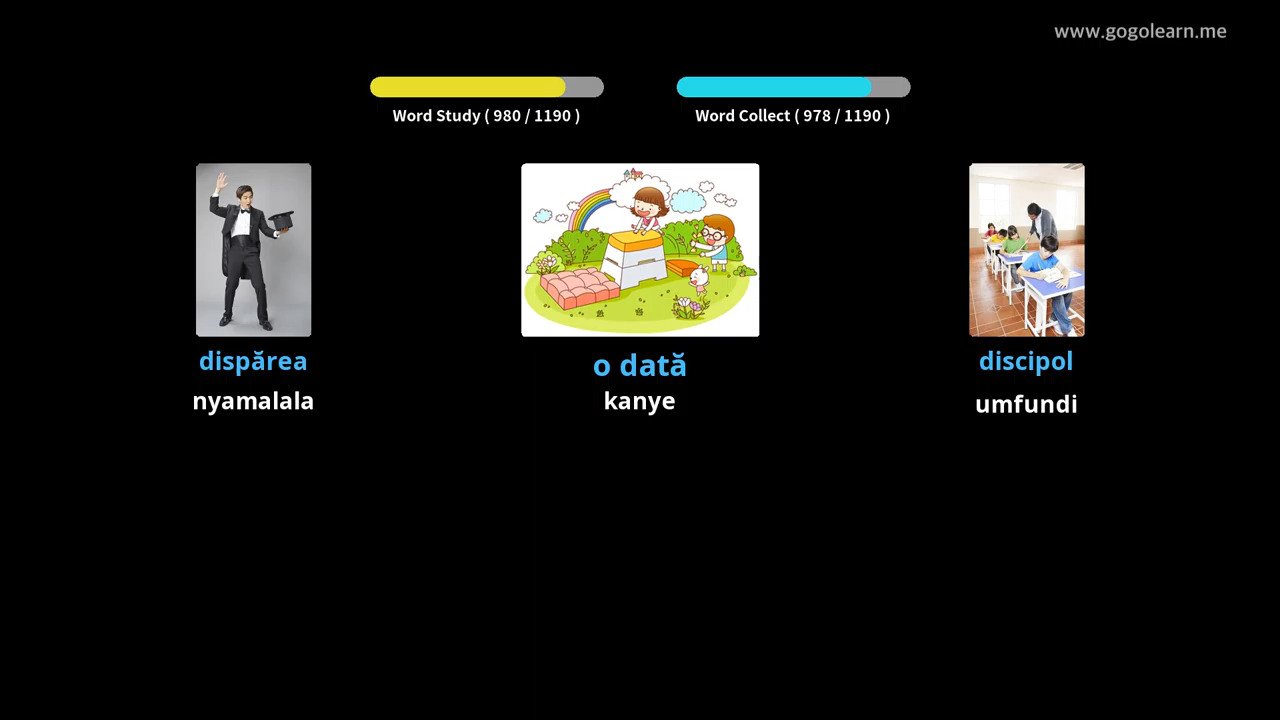 www.gogolearn.me
Word Study ( 980 / 1190 )
Word Collect ( 978 / 1190 )
dispărea
nyamalala
o dată
kanye
discipol
umfundi